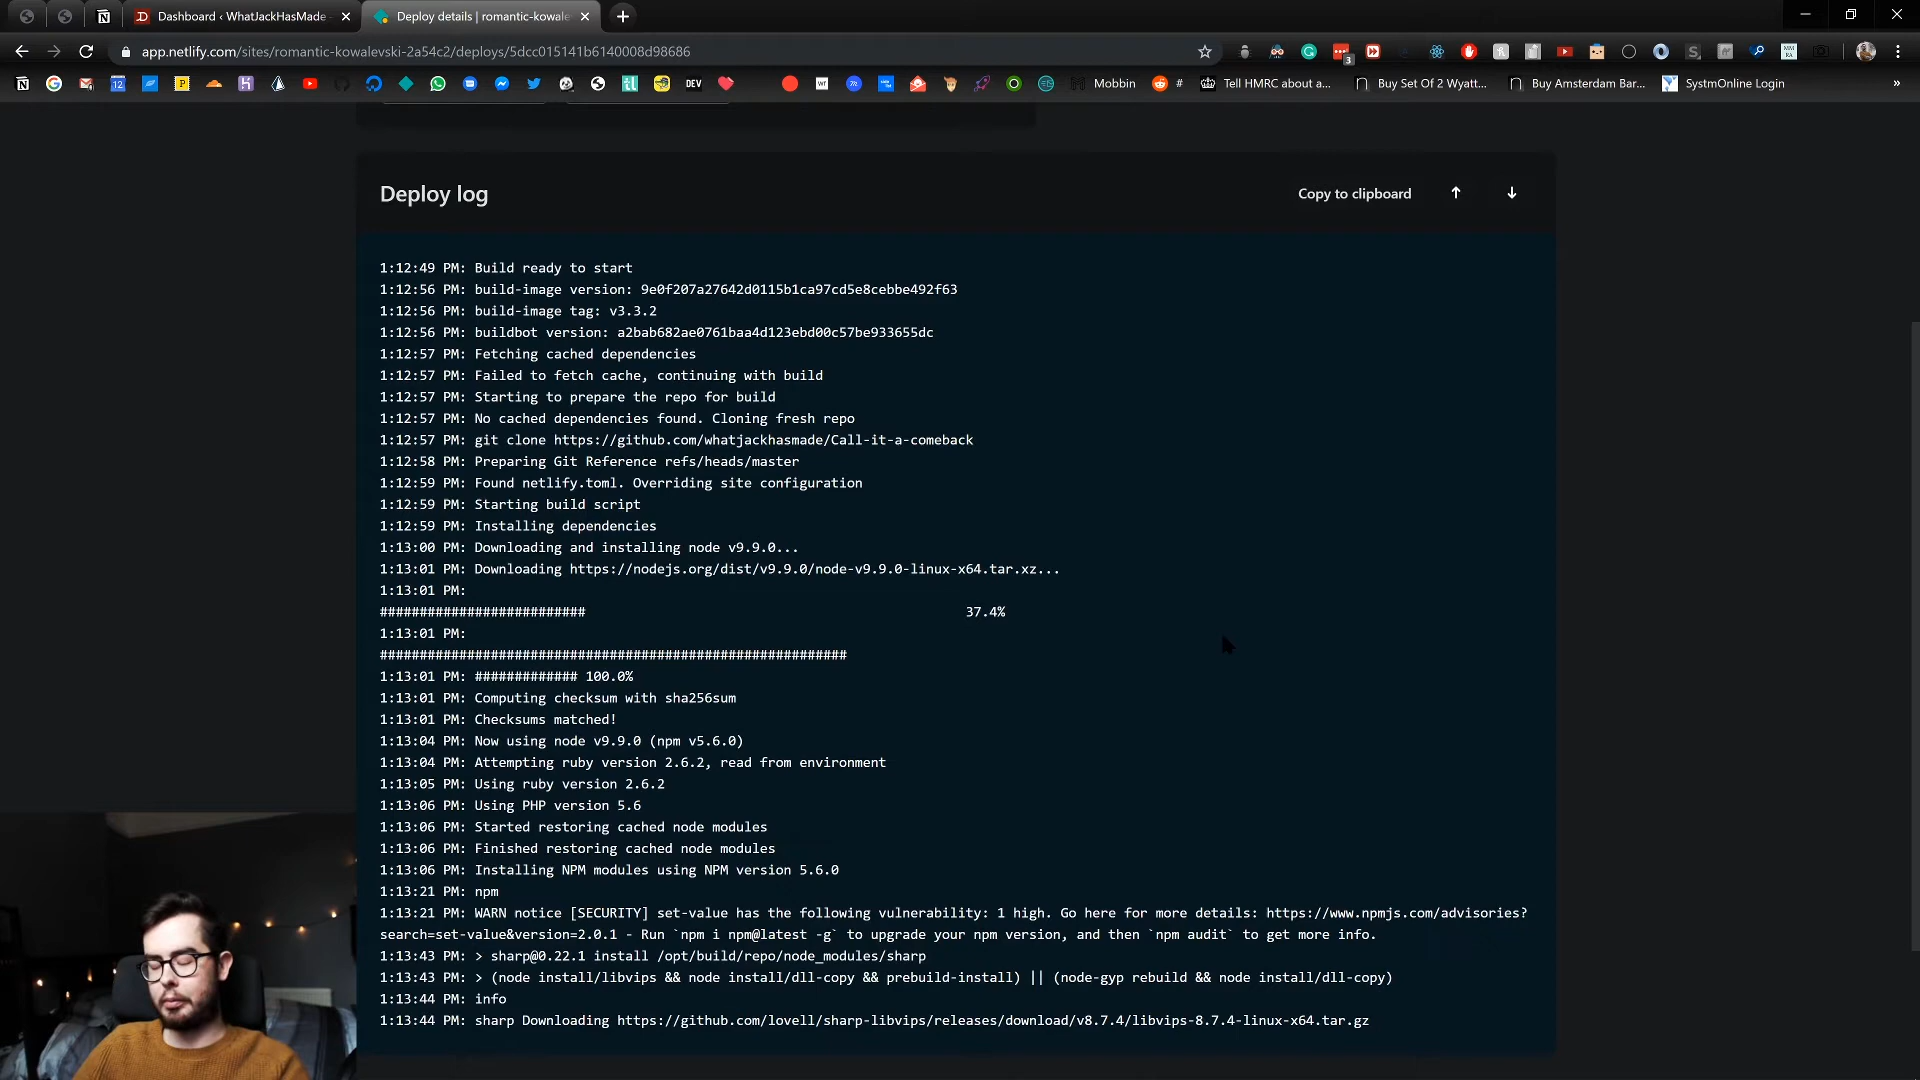 Dashboard ‹ WhatJackHasMade
Deploy details | romantic-kowale
app.netlify.com/sites/romantic-kowalevski-2a54c2/deploys/5dcc015141b6140008d98686
3
12
DEV
Mobbin
#
Tell HMRC about a...
Buy Set Of 2 Wyatt...
Buy Amsterdam Bar...
SystmOnline Login
»
Deploy log
Copy to clipboard
1:12:49 PM: Build ready to start
1:12:56 PM: build-image version: 9e0f207a27642d0115b1ca97cd5e8cebbe492f63
1:12:56 PM: build-image tag: v3.3.2
1:12:56 PM: buildbot version: a2bab682ae0761baa4d123ebd00c57be933655dc
1:12:57 PM: Fetching cached dependencies
1:12:57 PM: Failed to fetch cache, continuing with build
1:12:57 PM: Starting to prepare the repo for build
1:12:57 PM: No cached dependencies found. Cloning fresh repo
1:12:57 PM: git clone https://github.com/whatjackhasmade/Call-it-a-comeback
1:12:58 PM: Preparing Git Reference refs/heads/master
1:12:59 PM: Found netlify.toml. Overriding site configuration
1:12:59 PM: Starting build script
1:12:59 PM: Installing dependencies
1:13:00 PM: Downloading and installing node v9.9.0...
1:13:01 PM: Downloading https://nodejs.org/dist/v9.9.0/node-v9.9.0-linux-x64.tar.xz...
1:13:01 PM:
########################## 37.4%
1:13:01 PM:
###########################################################
1:13:01 PM: ############# 100.0%
1:13:01 PM: Computing checksum with sha256sum
1:13:01 PM: Checksums matched!
1:13:04 PM: Now using node v9.9.0 (npm v5.6.0)
1:13:04 PM: Attempting ruby version 2.6.2, read from environment
1:13:05 PM: Using ruby version 2.6.2
1:13:06 PM: Using PHP version 5.6
1:13:06 PM: Started restoring cached node modules
1:13:06 PM: Finished restoring cached node modules
1:13:06 PM: Installing NPM modules using NPM version 5.6.0
1:13:21 PM: npm
1:13:21 PM: WARN notice [SECURITY] set-value has the following vulnerability: 1 high. Go here for more details: https://www.npmjs.com/advisories?
search=set-value&version=2.0.1 - Run `npm i npm@latest -g` to upgrade your npm version, and then `npm audit` to get more info.
1:13:43 PM: > sharp@0.22.1 install /opt/build/repo/node_modules/sharp
1:13:43 PM: > (node install/libvips && node install/dll-copy && prebuild-install) || (node-gyp rebuild && node install/dll-copy)
1:13:44 PM: info
1:13:44 PM: sharp Downloading https://github.com/lovell/sharp-libvips/releases/download/v8.7.4/libvips-8.7.4-linux-x64.tar.gz